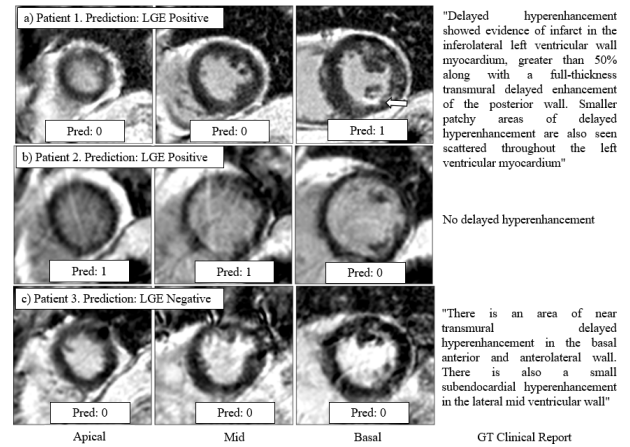 a) Patient 1. Prediction: LGE Positive
Pred: 0
Pred: 0
Pred: 1
"Delayed hyperenhancement
showed evidence of infarct in the
inferolateral left ventricular wall
myocardium, greater than 50%
along with a full-thickness
transmural delayed enhancement
of the posterior wall. Smaller
patchy areas of delayed
hyperenhancement are also seen
scattered throughout the left
ventricular myocardium"
b) Patient 2. Prediction: LGE Positive
Pred: 1
Pred: 1
Pred: 0
No delayed hyperenhancement
c) Patient 3. Prediction: LGE Negative
Pred: 0
Pred: 0
Pred: 0
"There is an area of near
transmural delayed
hyperenhancement in the basal
anterior and anterolateral wall.
There is also a small
subendocardial hyperenhancement
in the lateral mid ventricular wall"
Apical
Mid
Basal
GT Clinical Report